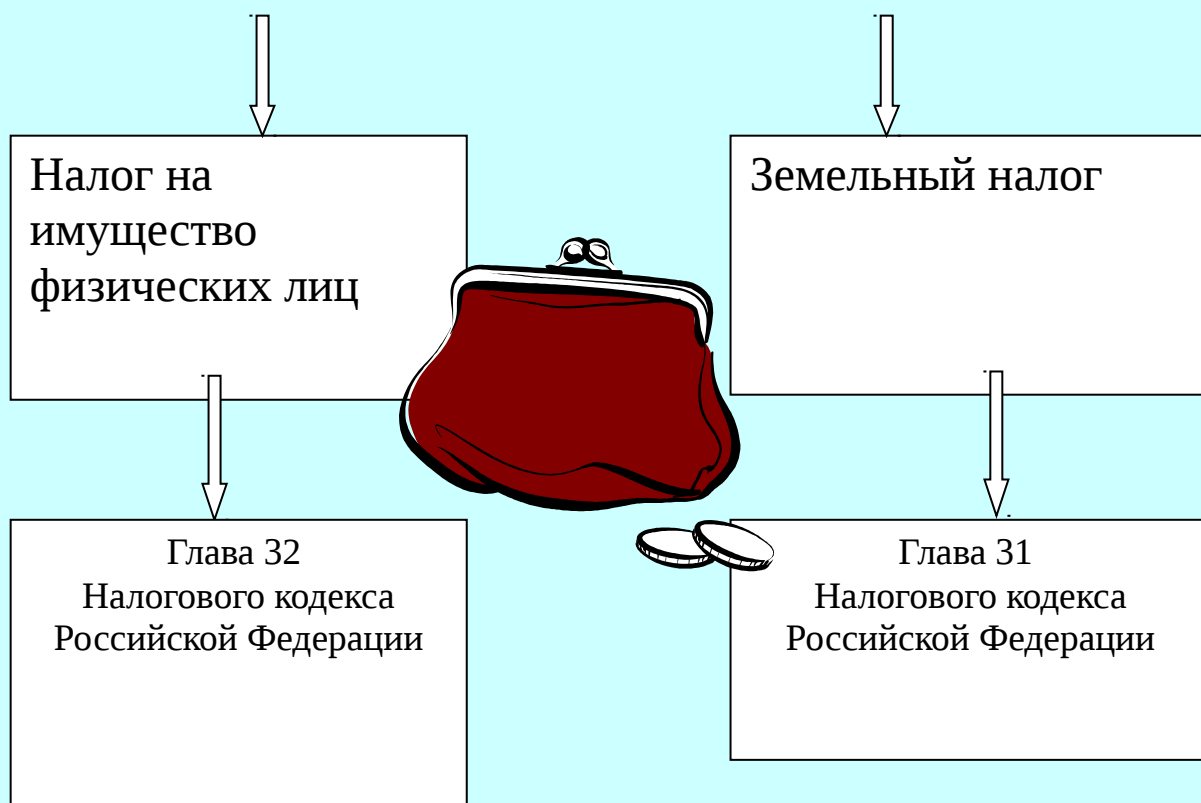 Налог на
имущество
физических лиц
Земельный налог
Глава 32
Налогового кодекса
Российской Федерации
Глава 31
Налогового кодекса
Российской Федерации